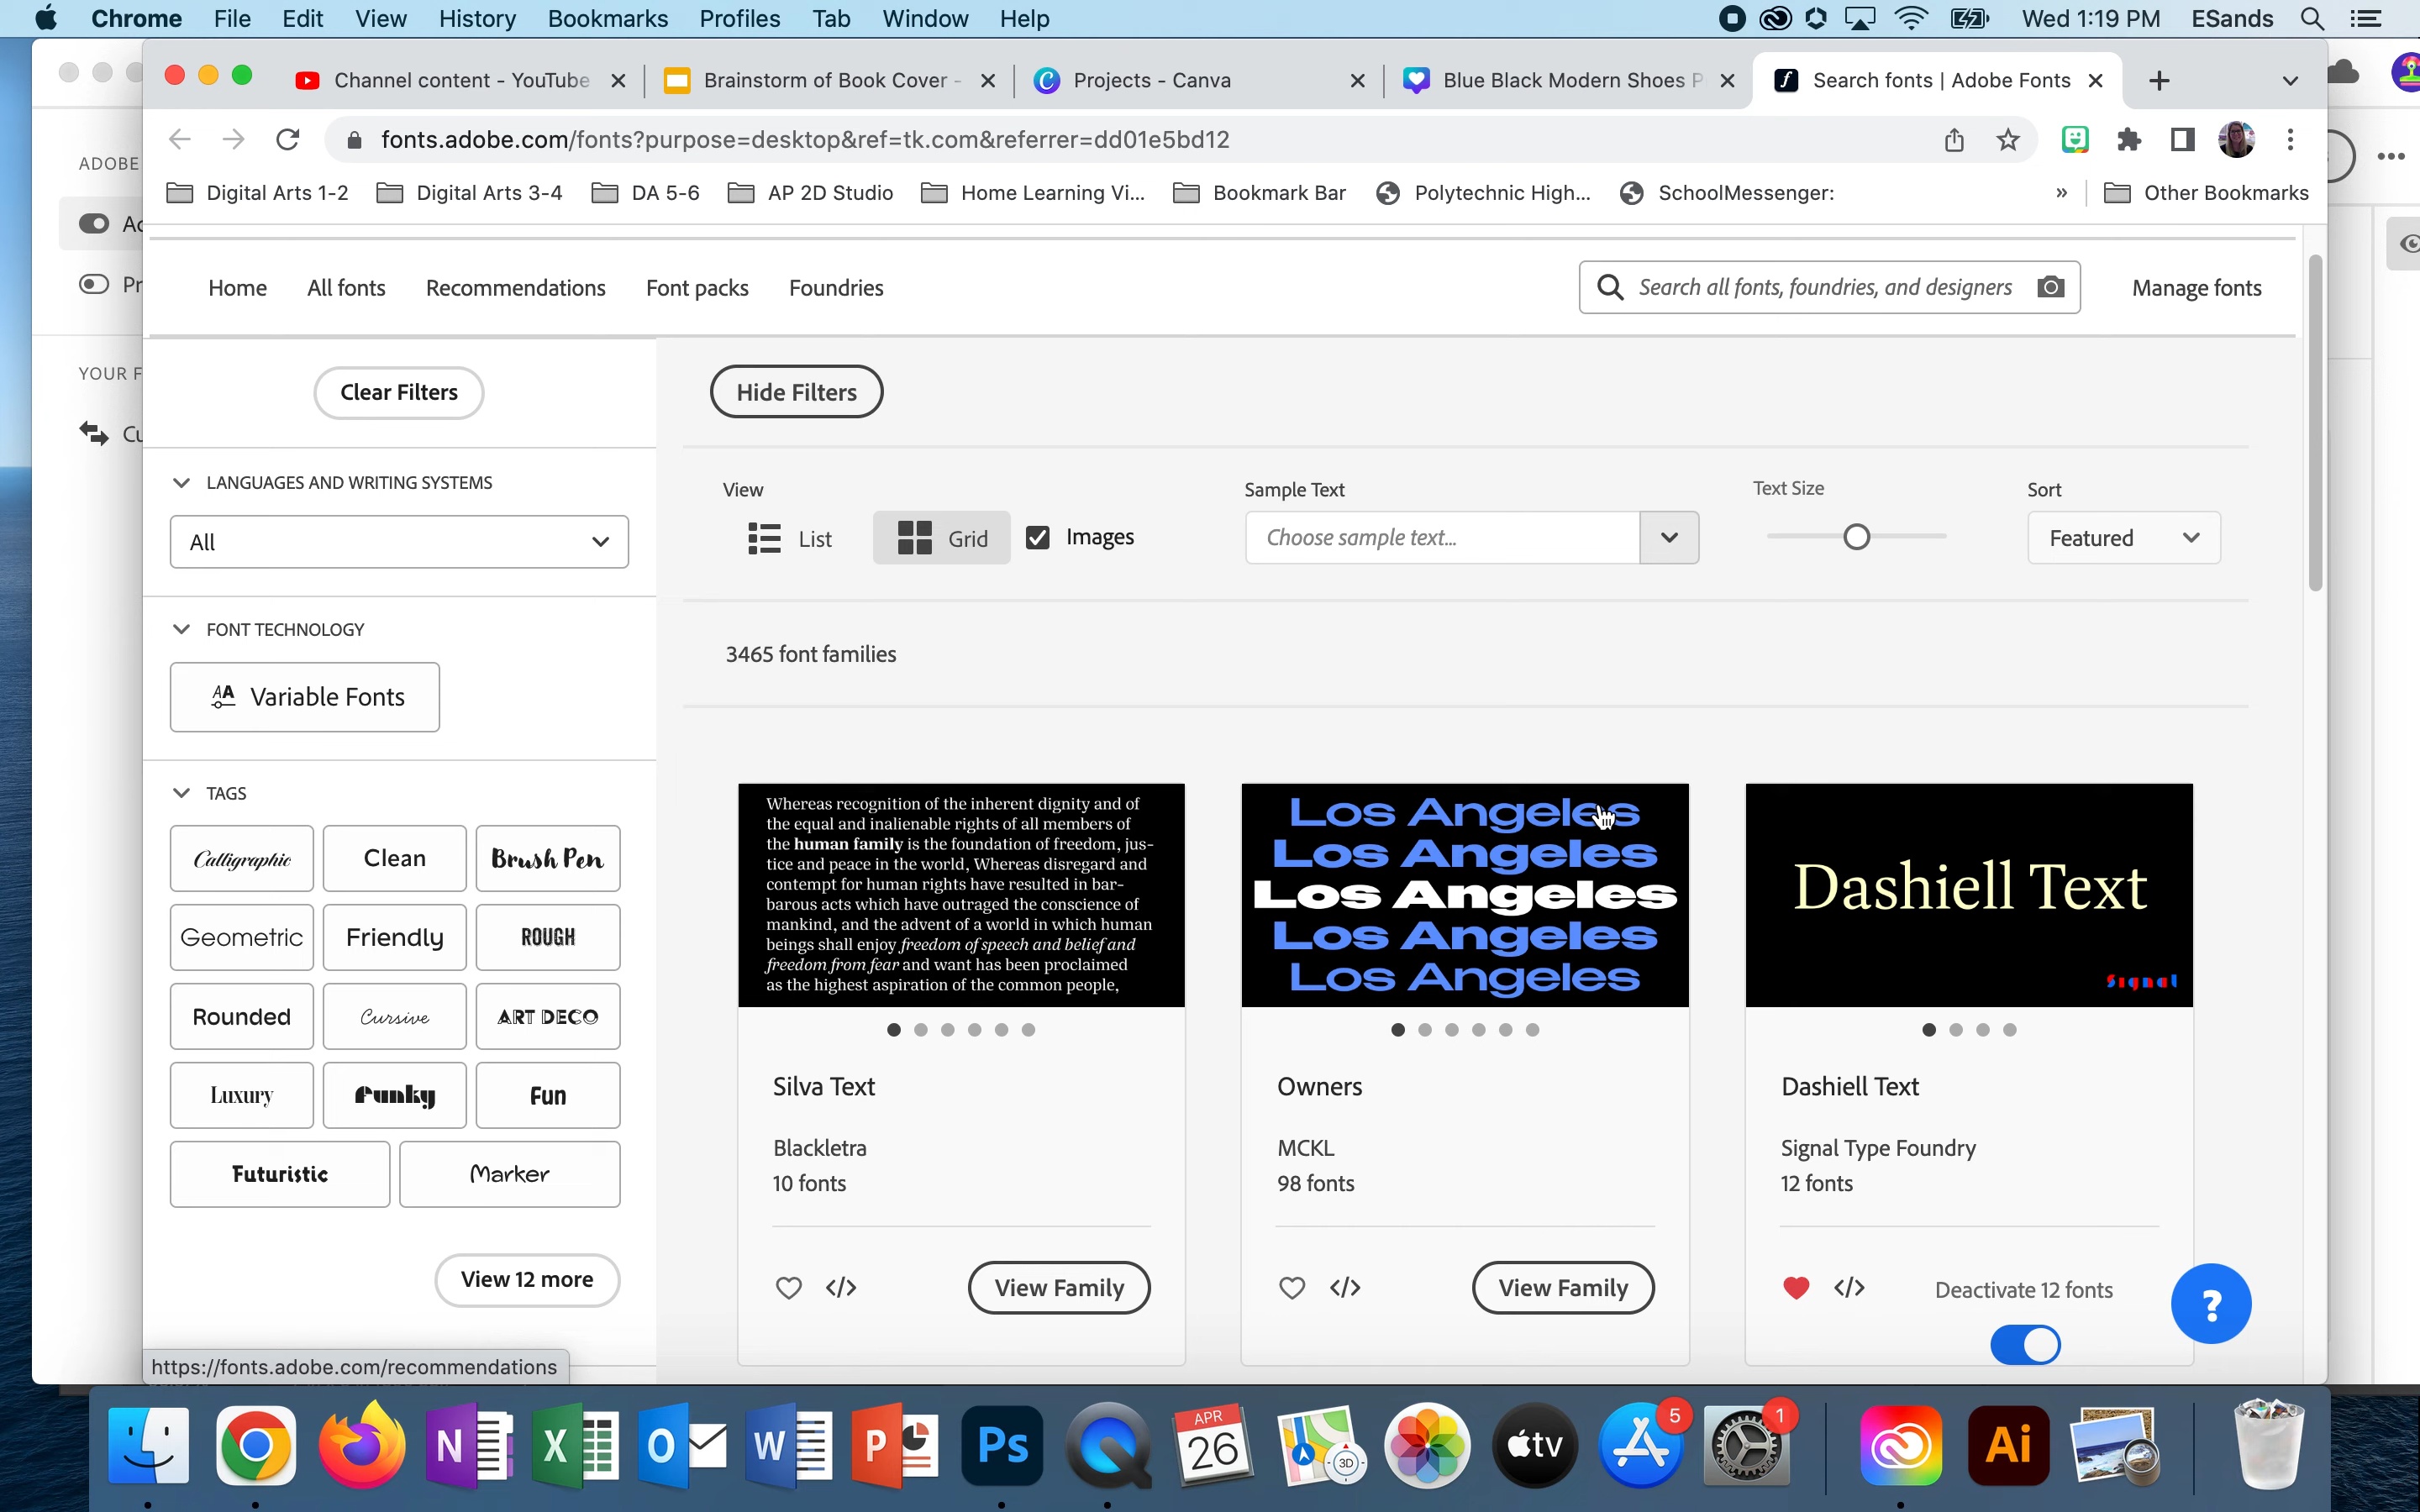 Chrome File Edit View History Bookmarks Profiles Tab Window Help Wed 1:19 PM ESands
Channel content - YouTube
Brainstorm of Book Cover -
Projects - Canva
Blue Black Modern Shoes P
Search fonts | Adobe Fonts
fonts.adobe.com/fonts?purpose=desktop&ref=tk.com&referrer=dd01e5bd12
Digital Arts 1-2 Digital Arts 3-4 DA 5-6 AP 2D Studio Home Learning Vi... Bookmark Bar Polytechnic High... SchoolMessenger: » Other Bookmarks
ADOBE
YOUR F
Home All fonts Recommendations Font packs Foundries
Search all fonts, foundries, and designers
Manage fonts
Clear Filters
LANGUAGES AND WRITING SYSTEMS
All
FONT TECHNOLOGY
AA Variable Fonts
TAGS
Calligraphic Clean Brush Pen
Geometric Friendly ROUGH
Rounded Cursive ART DECO
Luxury Funky Fun
Futuristic Marker
View 12 more
https://fonts.adobe.com/recommendations
Hide Filters
View
List Grid Images
Sample Text
Choose sample text...
Text Size
Sort
Featured
3465 font families
Whereas recognition of the inherent dignity and of
the equal and inalienable rights of all members of
the human family is the foundation of freedom, jus-
tice and peace in the world, Whereas disregard and
contempt for human rights have resulted in bar-
barous acts which have outraged the conscience of
mankind, and the advent of a world in which human
beings shall enjoy freedom of speech and belief and
freedom from fear and want has been proclaimed
as the highest aspiration of the common people,
Silva Text
Blackletra
10 fonts
</> View Family
Los Angeles
Los Angeles
Los Angeles
Los Angeles
Los Angeles
Owners
MCKL
98 fonts
</> View Family
Dashiell Text
Signal
Dashiell Text
Signal Type Foundry
12 fonts
</> Deactivate 12 fonts
?
N X O W P Ps APR 26 3D tv 5 1 Ai